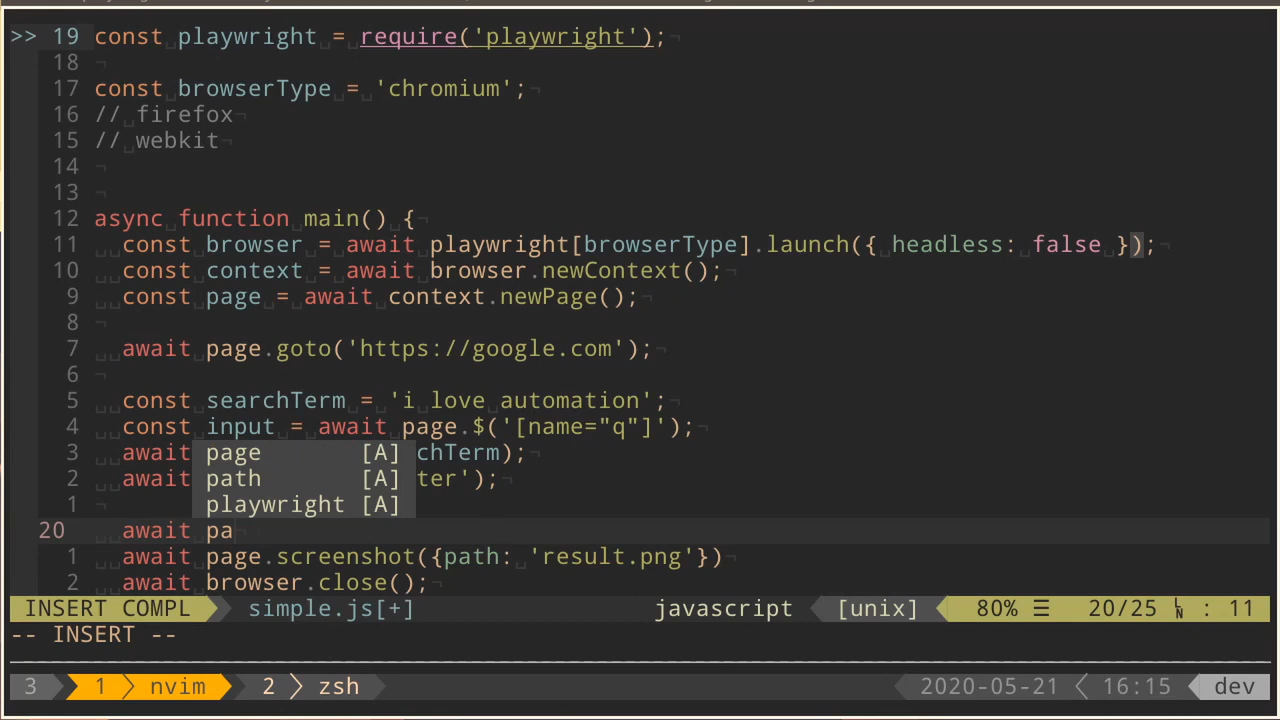 >> 19 const playwright = require('playwright');
18
17 const browserType = 'chromium';
16 // firefox
15 // webkit
14
13
12 async function main() {
11 const browser = await playwright[browserType].launch({ headless: false });
10 const context = await browser.newContext();
9 const page = await context.newPage();
8
7 await page.goto('https://google.com');
6
5 const searchTerm = 'i love automation';
4 const input = await page.$('[name="q"]');
3 await page [A] chTerm);
2 await path [A] ter');
1 playwright [A]
20 await pa
1 await page.screenshot({path: 'result.png'})
2 await browser.close();
INSERT COMPL simple.js[+] javascript [unix] 80% ☰ 20/25 ㏑ : 11
-- INSERT --
3 1 nvim 2 zsh 2020-05-21 16:15 dev